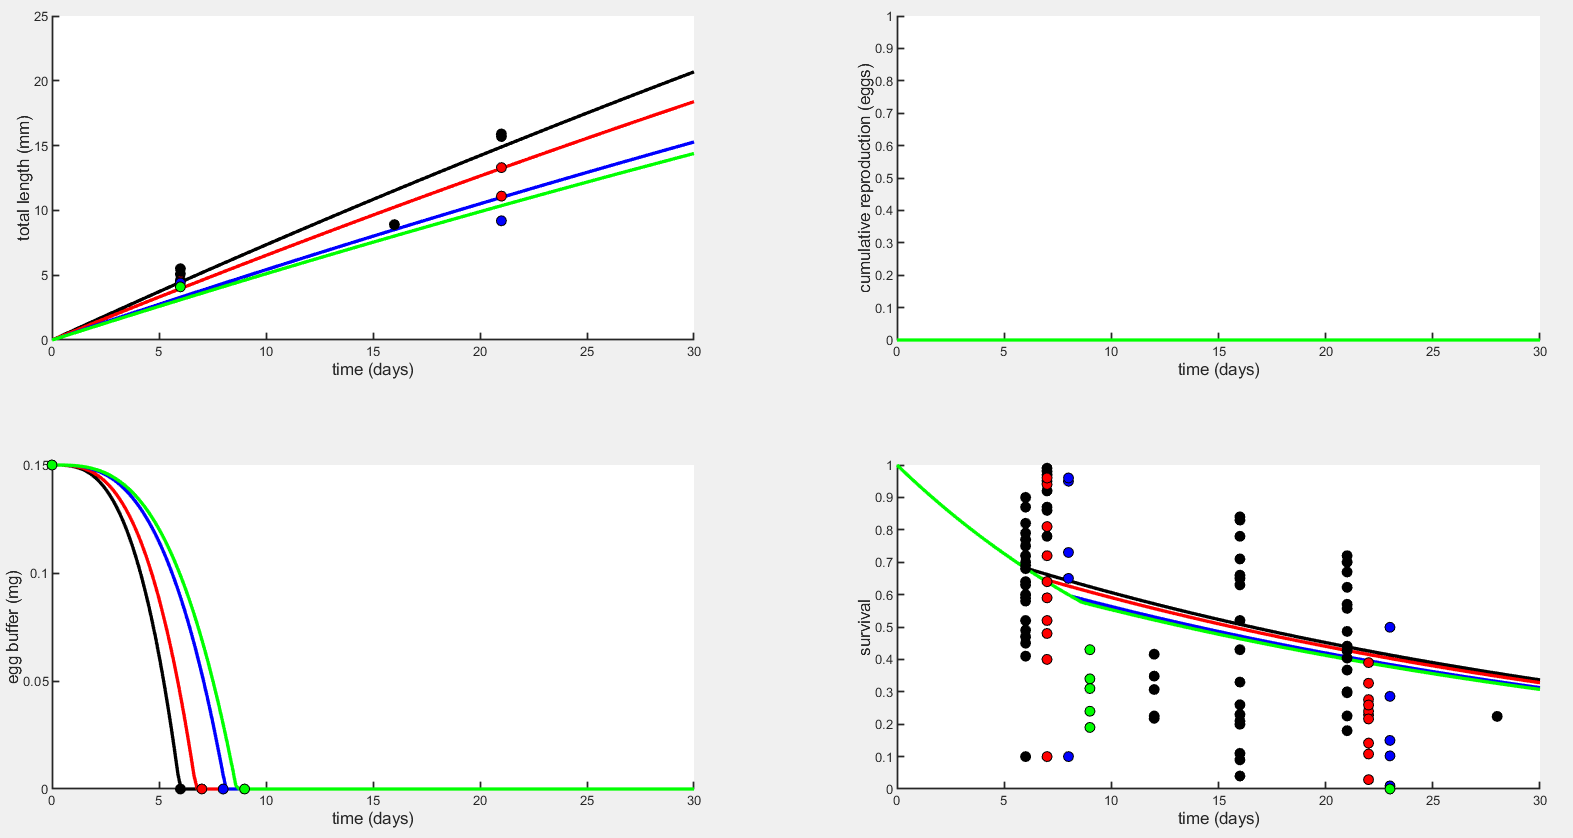 25
20
15
10
5
0
total length (mm)
0 5 10 15 20 25 30
time (days)
1
0.9
0.8
0.7
0.6
0.5
0.4
0.3
0.2
0.1
0
cumulative reproduction (eggs)
0 5 10 15 20 25 30
time (days)
0.15
0.1
0.05
0
egg buffer (mg)
0 5 10 15 20 25 30
time (days)
1
0.9
0.8
0.7
0.6
0.5
0.4
0.3
0.2
0.1
0
survival
0 5 10 15 20 25 30
time (days)